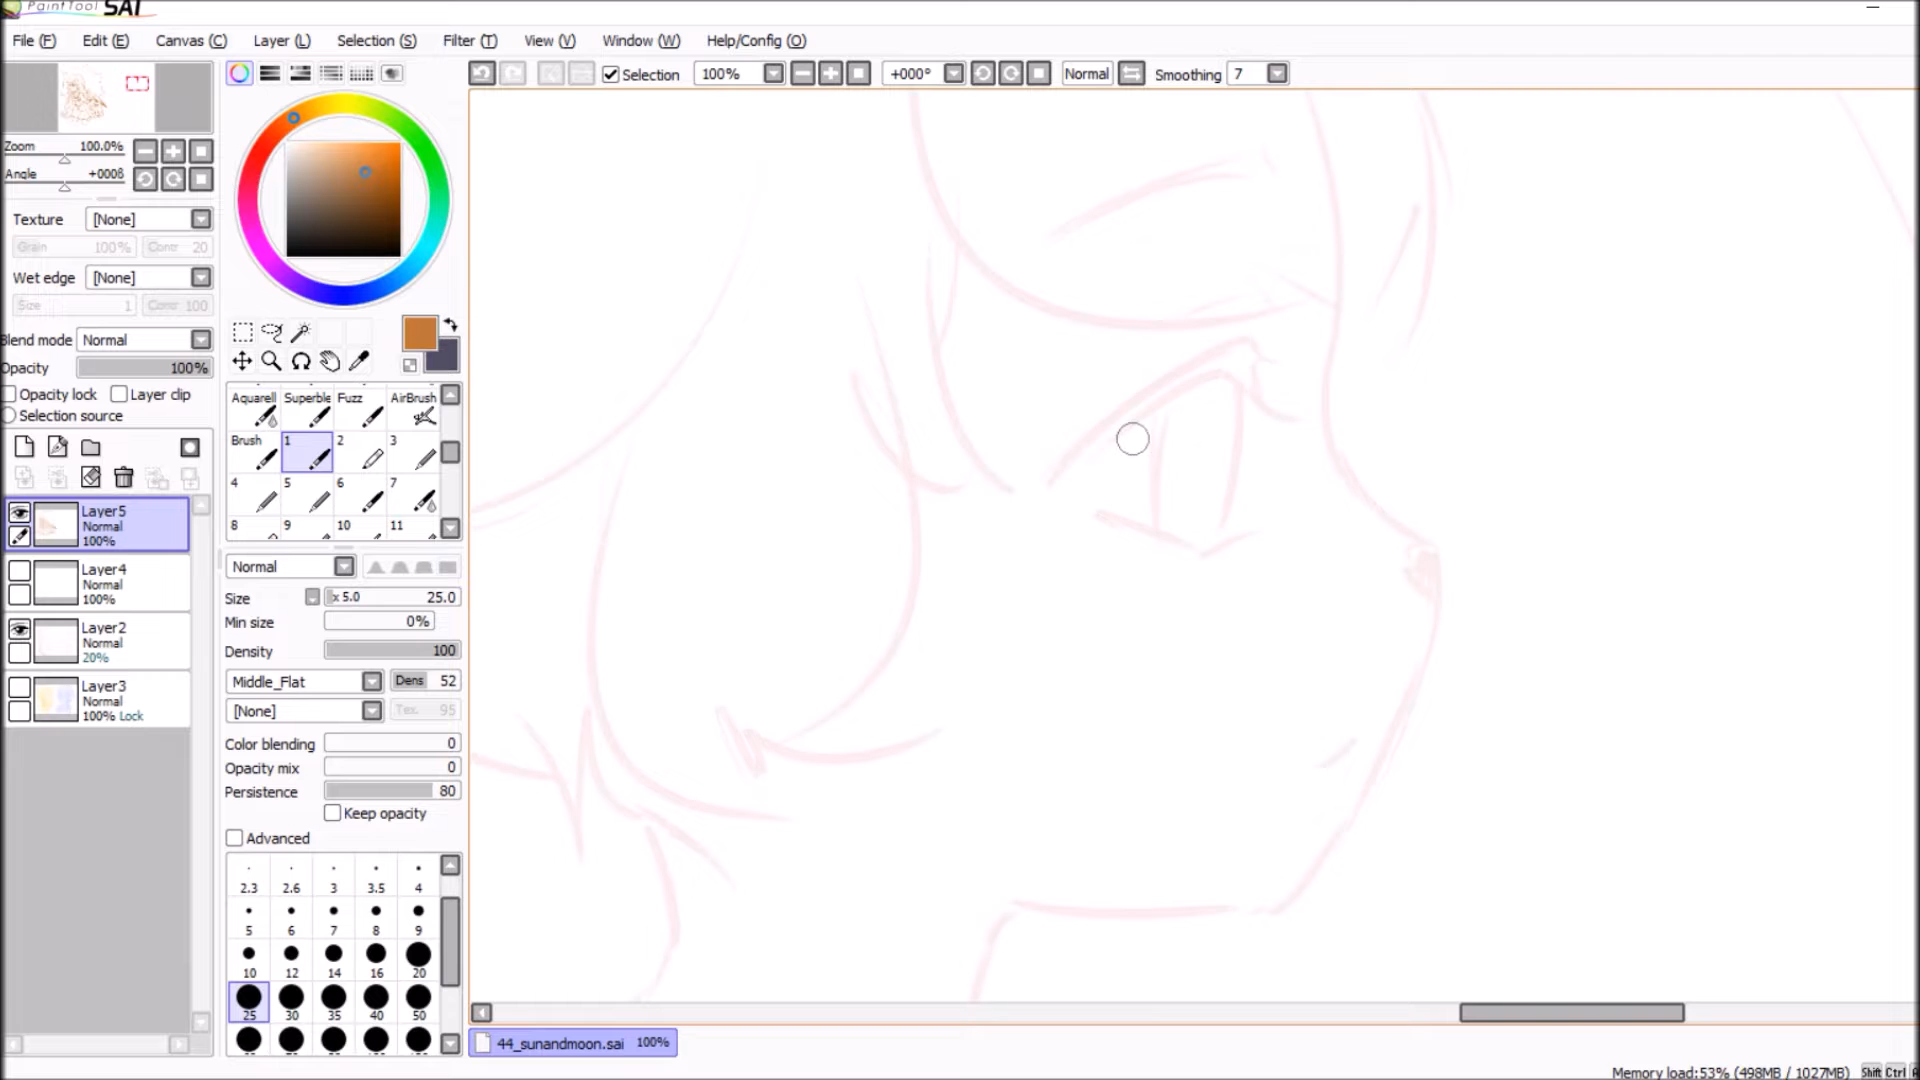 PaintTool SAI
File (F) Edit (E) Canvas (C) Layer (L) Selection (S) Filter (T) View (V) Window (W) Help/Config (O)
Selection 100% +000° Normal Smoothing 7
Zoom 100.0%
Angle +000ß
Texture [None]
Grain 100% Contr 20
Wet edge [None]
Size 1 Contr 100
Blend mode Normal
Opacity 100%
Opacity lock Layer clip
Selection source
Layer5
Normal
100%
Layer4
Normal
100%
Layer2
Normal
20%
Layer3
Normal
100% Lock
Aquarell Superble Fuzz AirBrush
Brush 1 2 3
4 5 6 7
8 9 10 11
Normal
Size x 5.0 25.0
Min size 0%
Density 100
Middle_Flat Dens 52
[None] Tex. 95
Color blending 0
Opacity mix 0
Persistence 80
Keep opacity
Advanced
2.3 2.6 3 3.5 4
5 6 7 8 9
10 12 14 16 20
25 30 35 40 50
44_sunandmoon.sai 100%
Memory load:53% (498MB / 1027MB) Shift Ctrl